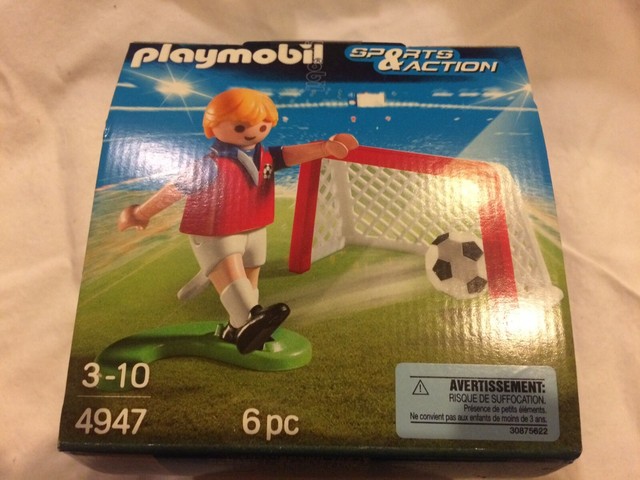 playmobil
SPORTS
& ACTION
3-10
4947
6 pc
AVERTISSEMENT:
RISQUE DE SUFFOCATION.
Présence de petits éléments.
Ne convient pas aux enfants de moins de 3 ans.
30875622